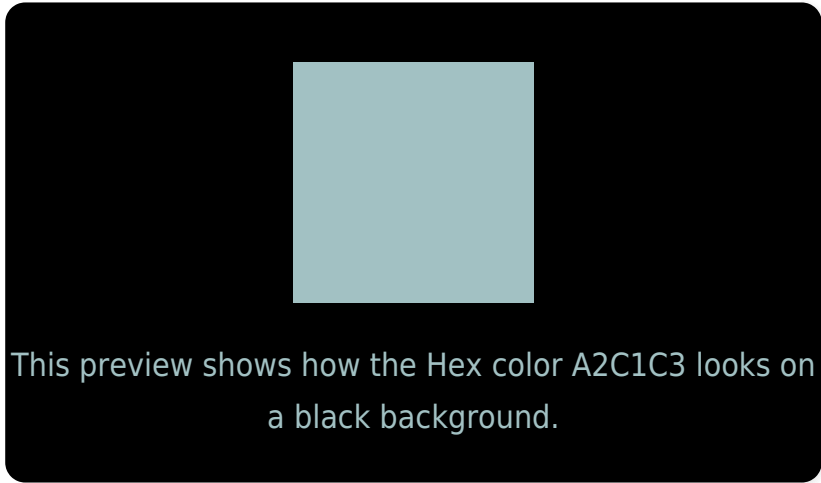 This preview shows how the Hex color A2C1C3 looks on
a black background.